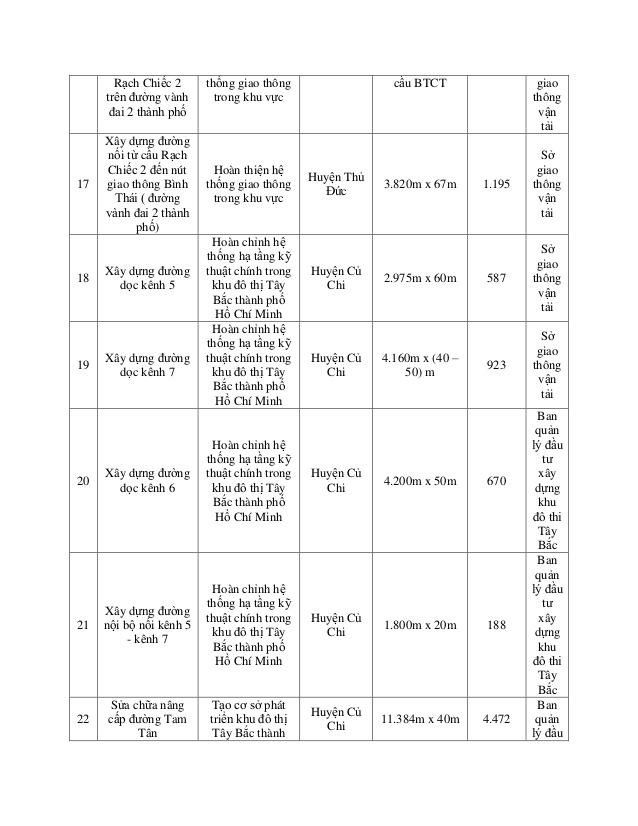 Rạch Chiếc 2
trên đường vành
đai 2 thành phố
thống giao thông
trong khu vực
cầu BTCT
giao
thông
vận
tải
17
Xây dựng đường
nối từ cầu Rạch
Chiếc 2 đến nút
giao thông Bình
Thái ( đường
vành đai 2 thành
phố)
Hoàn thiện hệ
thống giao thông
trong khu vực
Huyện Thủ
Đức
3.820m x 67m
1.195
Sở
giao
thông
vận
tải
18
Xây dựng đường
dọc kênh 5
Hoàn chỉnh hệ
thống hạ tầng kỹ
thuật chính trong
khu đô thị Tây
Bắc thành phố
Hồ Chí Minh
Huyện Củ
Chi
2.975m x 60m
587
Sở
giao
thông
vận
tải
19
Xây dựng đường
dọc kênh 7
Hoàn chỉnh hệ
thống hạ tầng kỹ
thuật chính trong
khu đô thị Tây
Bắc thành phố
Hồ Chí Minh
Huyện Củ
Chi
4.160m x (40 –
50) m
923
Sở
giao
thông
vận
tải
20
Xây dựng đường
dọc kênh 6
Hoàn chỉnh hệ
thống hạ tầng kỹ
thuật chính trong
khu đô thị Tây
Bắc thành phố
Hồ Chí Minh
Huyện Củ
Chi
4.200m x 50m
670
Ban
quản
lý đầu
tư
xây
dựng
khu
đô thi
Tây
Bắc
21
Xây dựng đường
nội bộ nối kênh 5
- kênh 7
Hoàn chỉnh hệ
thống hạ tầng kỹ
thuật chính trong
khu đô thị Tây
Bắc thành phố
Hồ Chí Minh
Huyện Củ
Chi
1.800m x 20m
188
Ban
quản
lý đầu
tư
xây
dựng
khu
đô thi
Tây
Bắc
22
Sửa chữa nâng
cấp đường Tam
Tân
Tạo cơ sở phát
triển khu đô thị
Tây Bắc thành
Huyện Củ
Chi
11.384m x 40m
4.472
Ban
quản
lý đầu